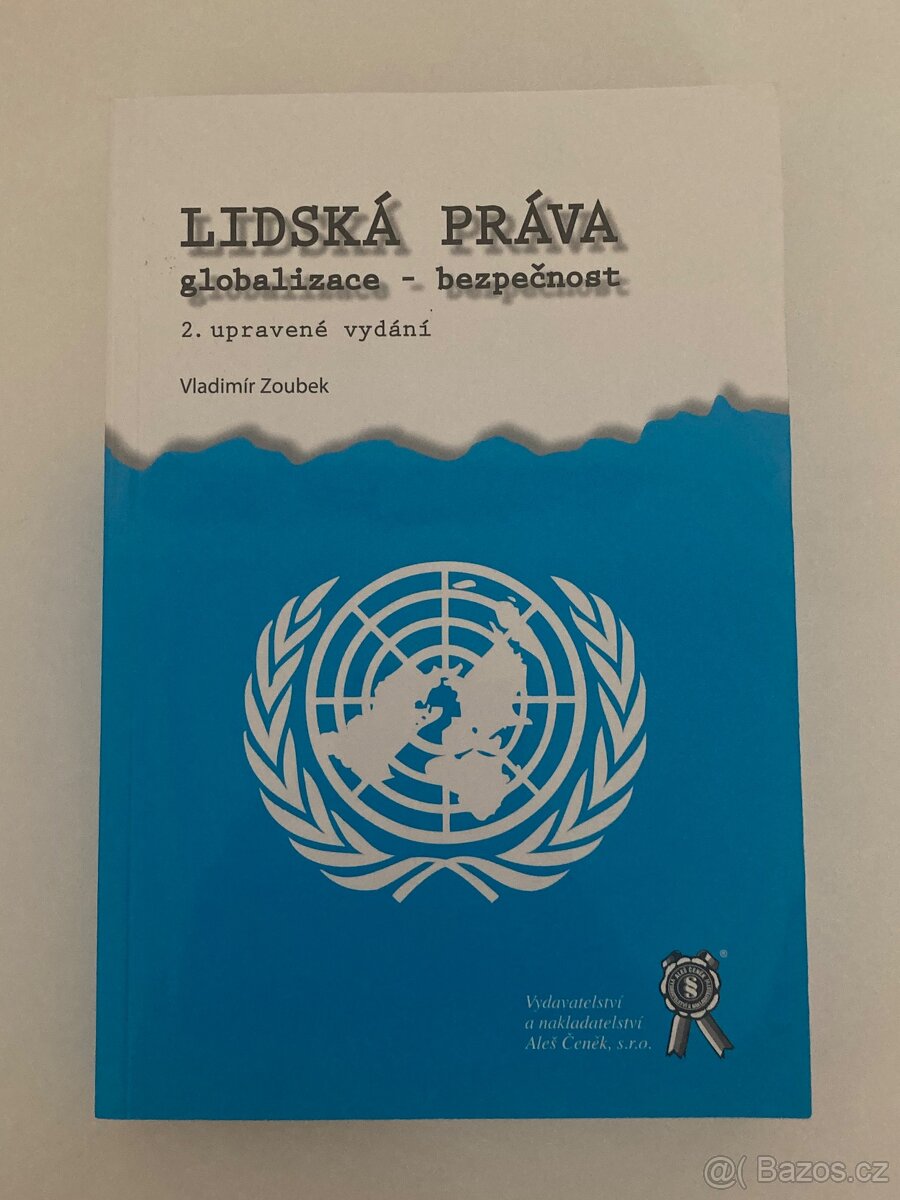 LIDSKÁ PRÁVA
globalizace - bezpečnost
2. upravené vydání
Vladimír Zoubek
Vydavatelství
a nakladatelství
Aleš Čeněk, s.r.o.
§
®
@( Bazos.cz